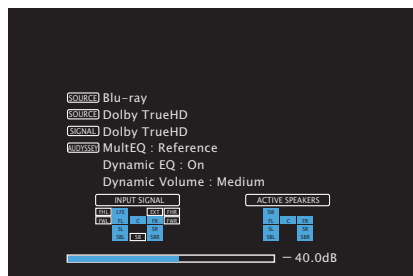 SOURCE Blu-ray
SOURCE Dolby TrueHD
SIGNAL Dolby TrueHD
AUDYSSEY MultEQ : Reference
Dynamic EQ : On
Dynamic Volume : Medium
INPUT SIGNAL ACTIVE SPEAKERS
FHL LFE EXT FHR SW
FWL FL C FR FWR FL C FR
SL SR SL SR
SBL SB SBR SBL SBR
−40.0dB